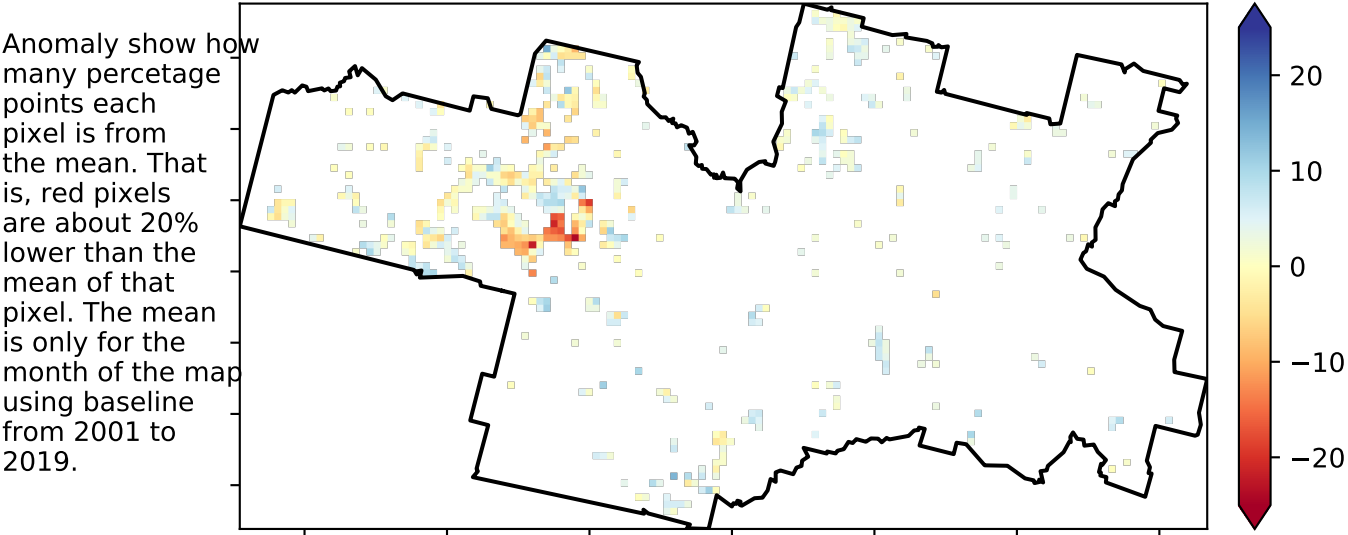 Anomaly show how
many percetage
points each
pixel is from
the mean. That
is, red pixels
are about 20%
lower than the
mean of that
pixel. The mean
is only for the
month of the map
using baseline
from 2001 to
2019.
20
10
0
−10
−20